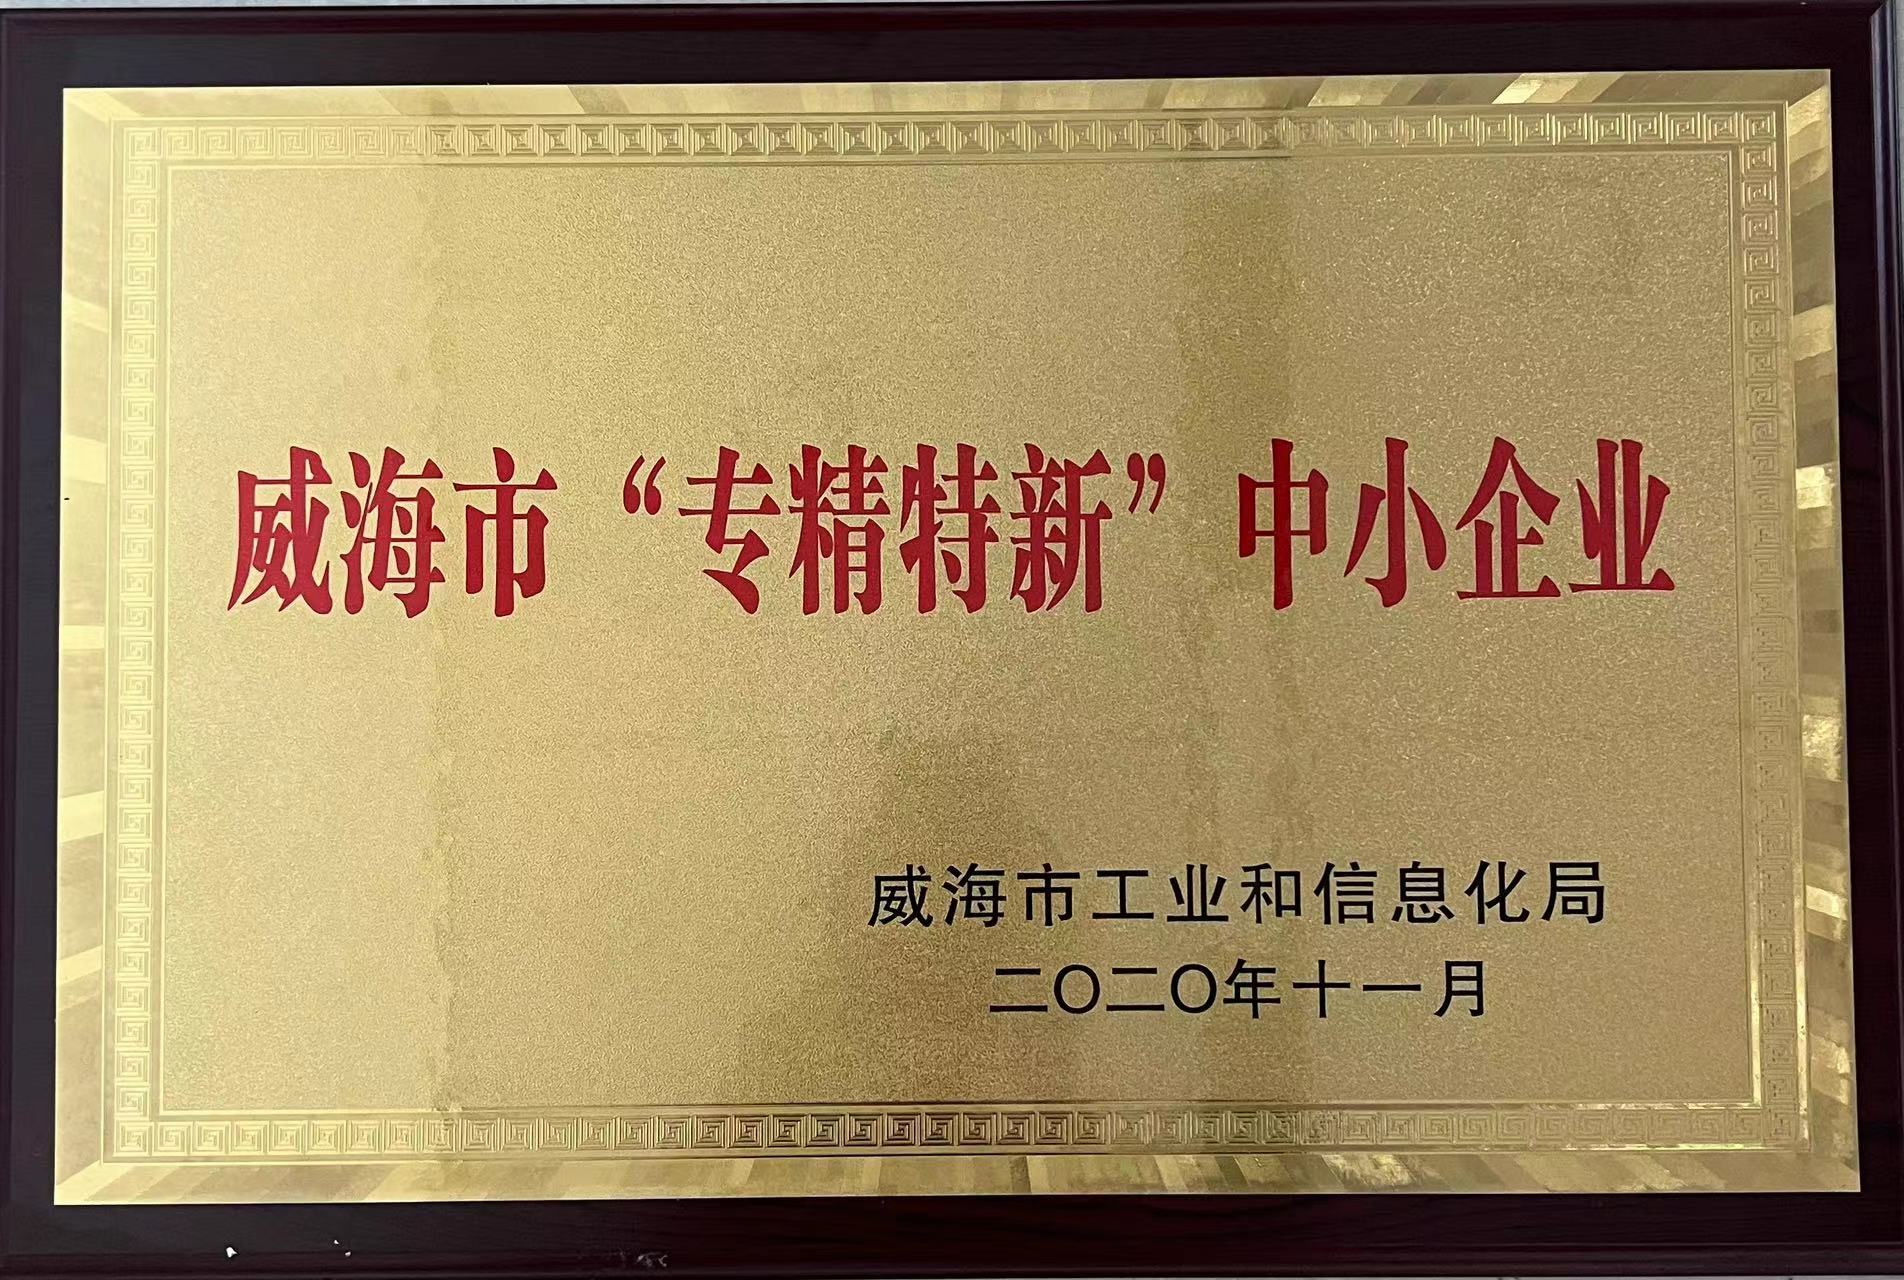 威海市“专精特新”中小企业
威海市工业和信息化局
二〇二〇年十一月